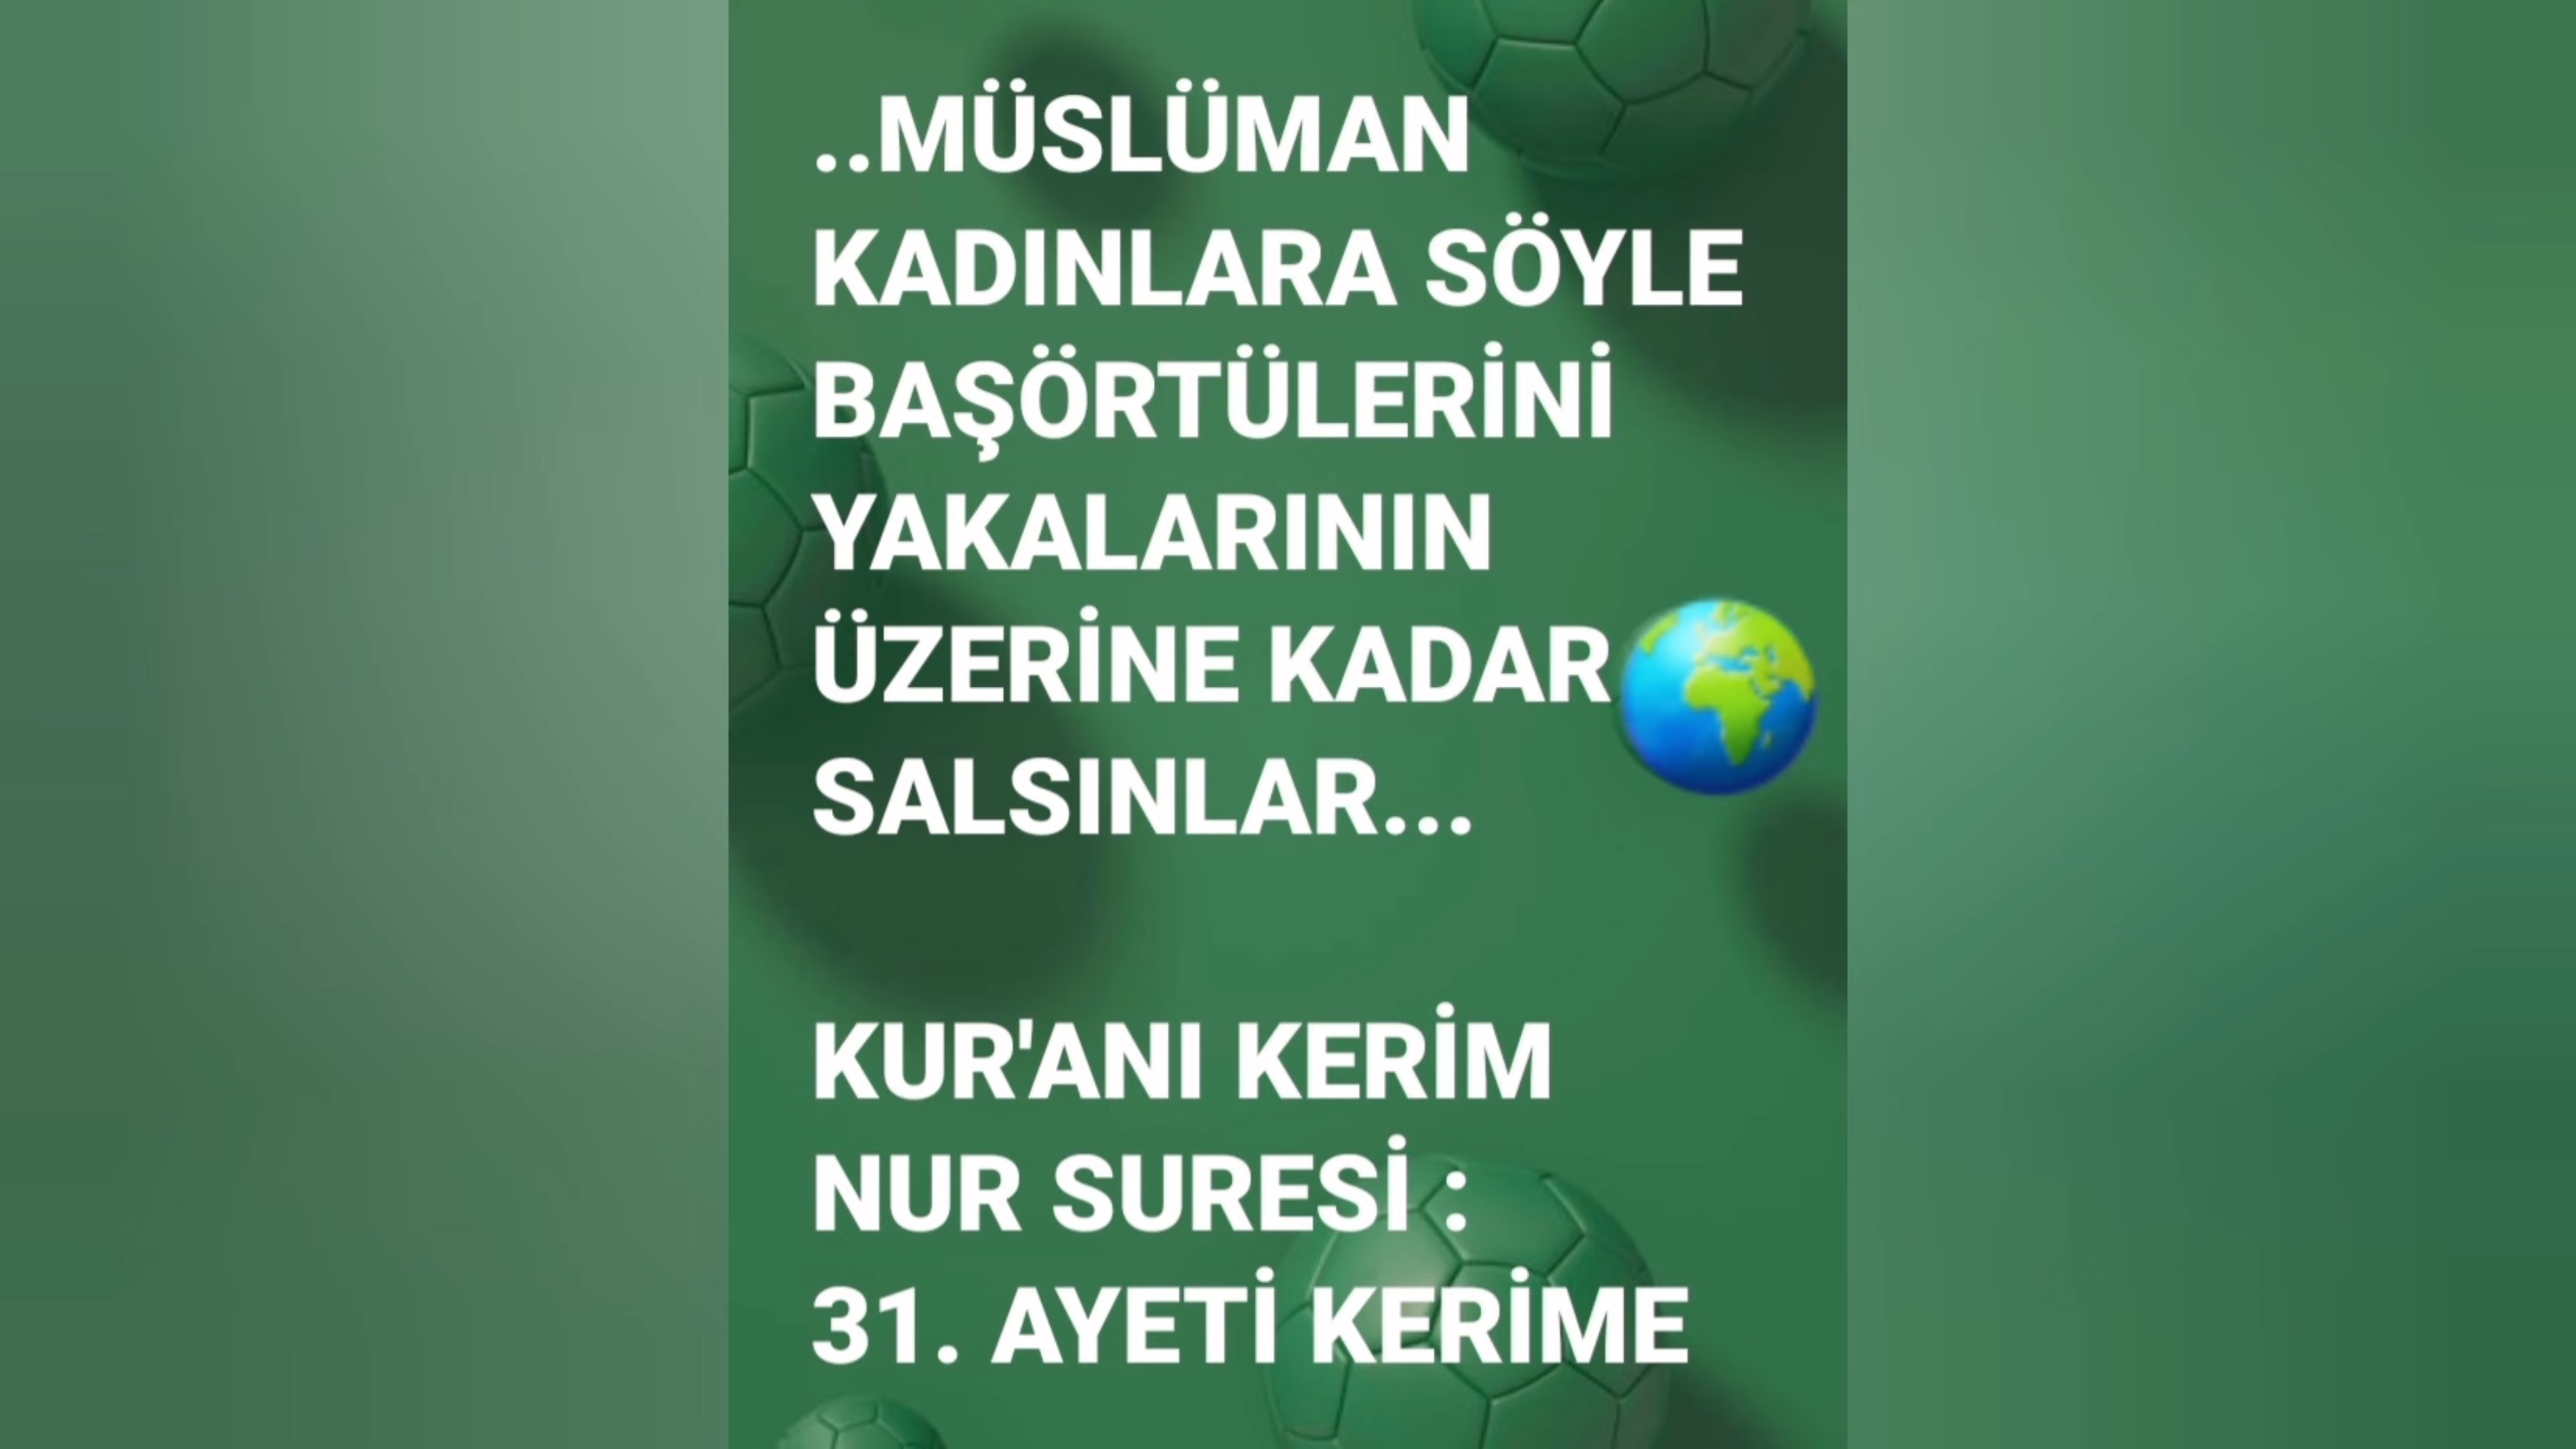 ..MÜSLÜMAN
KADINLARA SÖYLE
BAŞÖRTÜLERİNİ
YAKALARININ
ÜZERİNE KADAR
SALSINLAR...
KUR'ANI KERİM
NUR SURESİ :
31. AYETİ KERİME